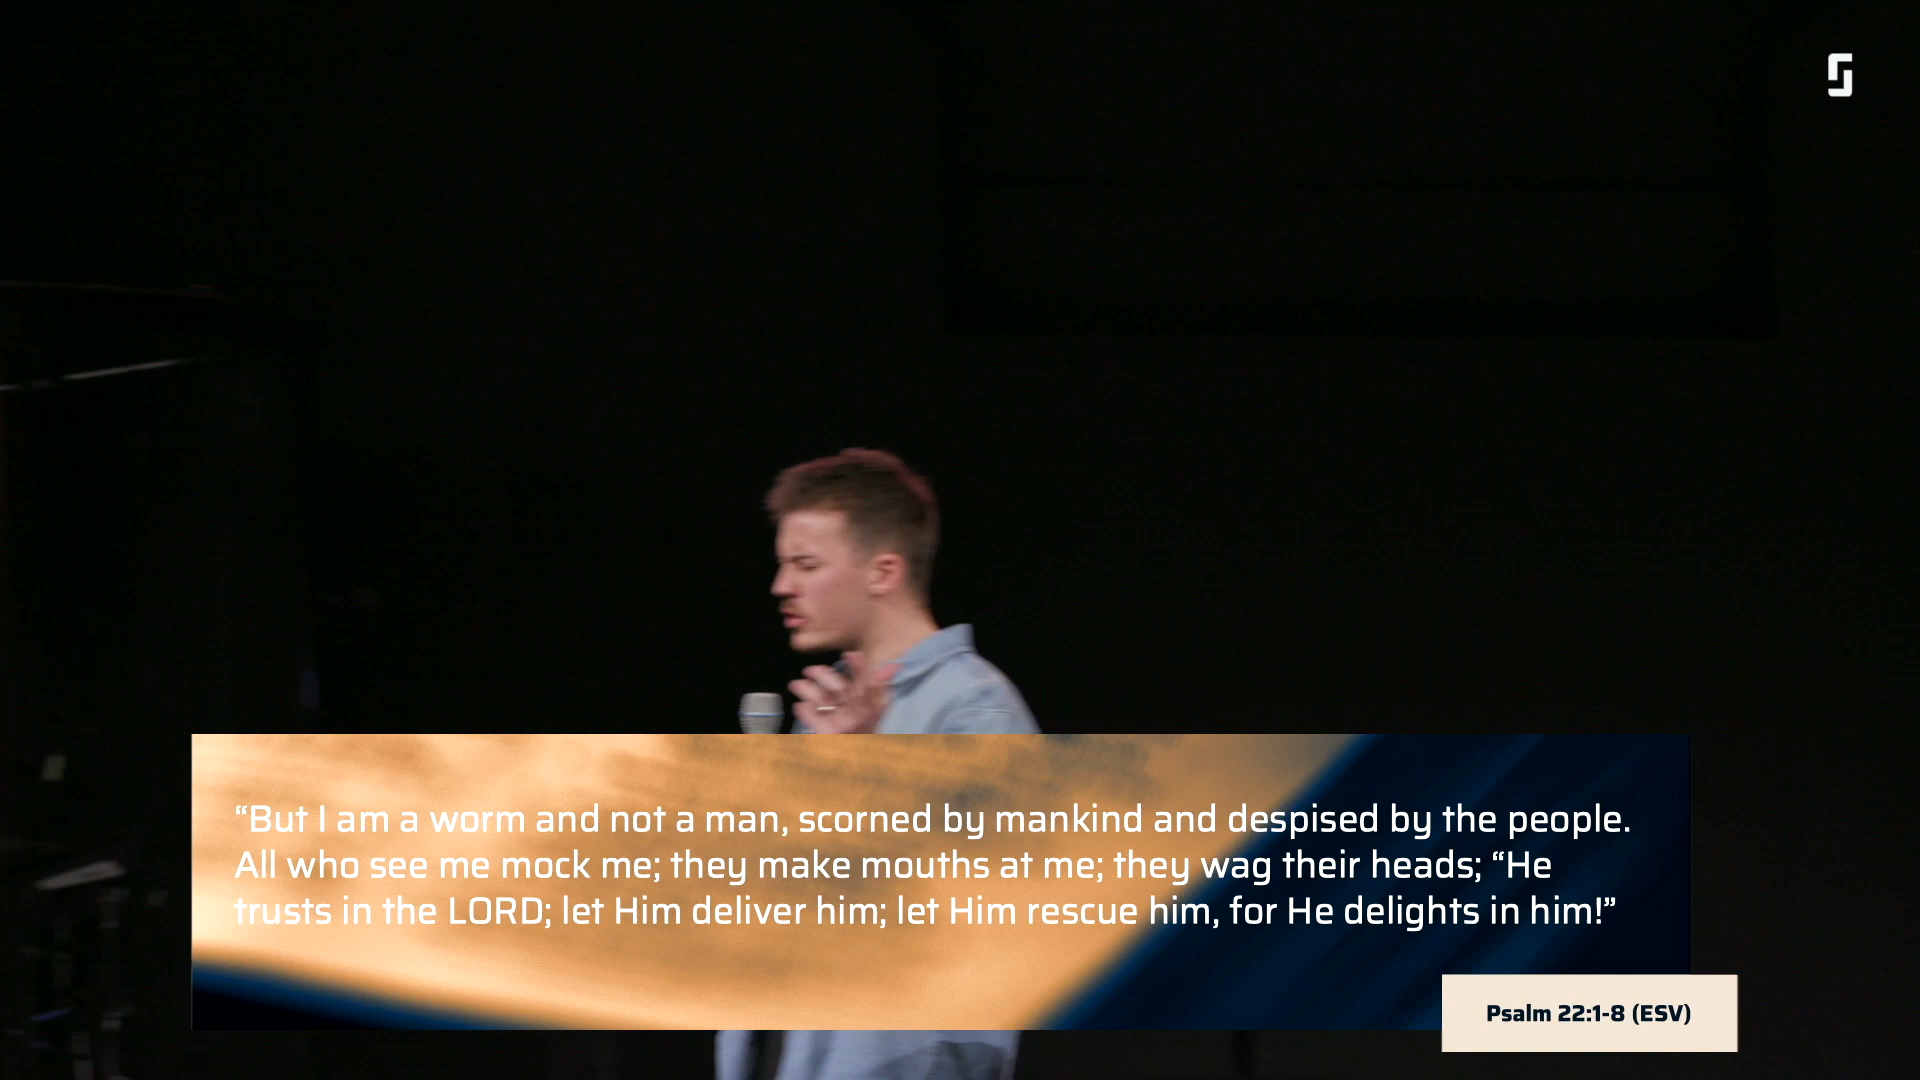 “But I am a worm and not a man, scorned by mankind and despised by the people.
All who see me mock me; they make mouths at me; they wag their heads; “He
trusts in the LORD; let Him deliver him; let Him rescue him, for He delights in him!”
Psalm 22:1-8 (ESV)